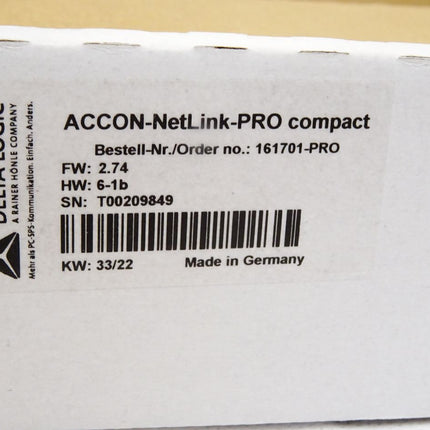 ACCON-NetLink-PRO compact
Bestell-Nr./Order no.: 161701-PRO
FW: 2.74
HW: 6-1b
SN: T00209849
KW: 33/22 Made in Germany
DELTA LOGIC
A RAINER HÖNLE COMPANY
Mehr als PC-SPS-Kommunikation. Einfach. Anders.